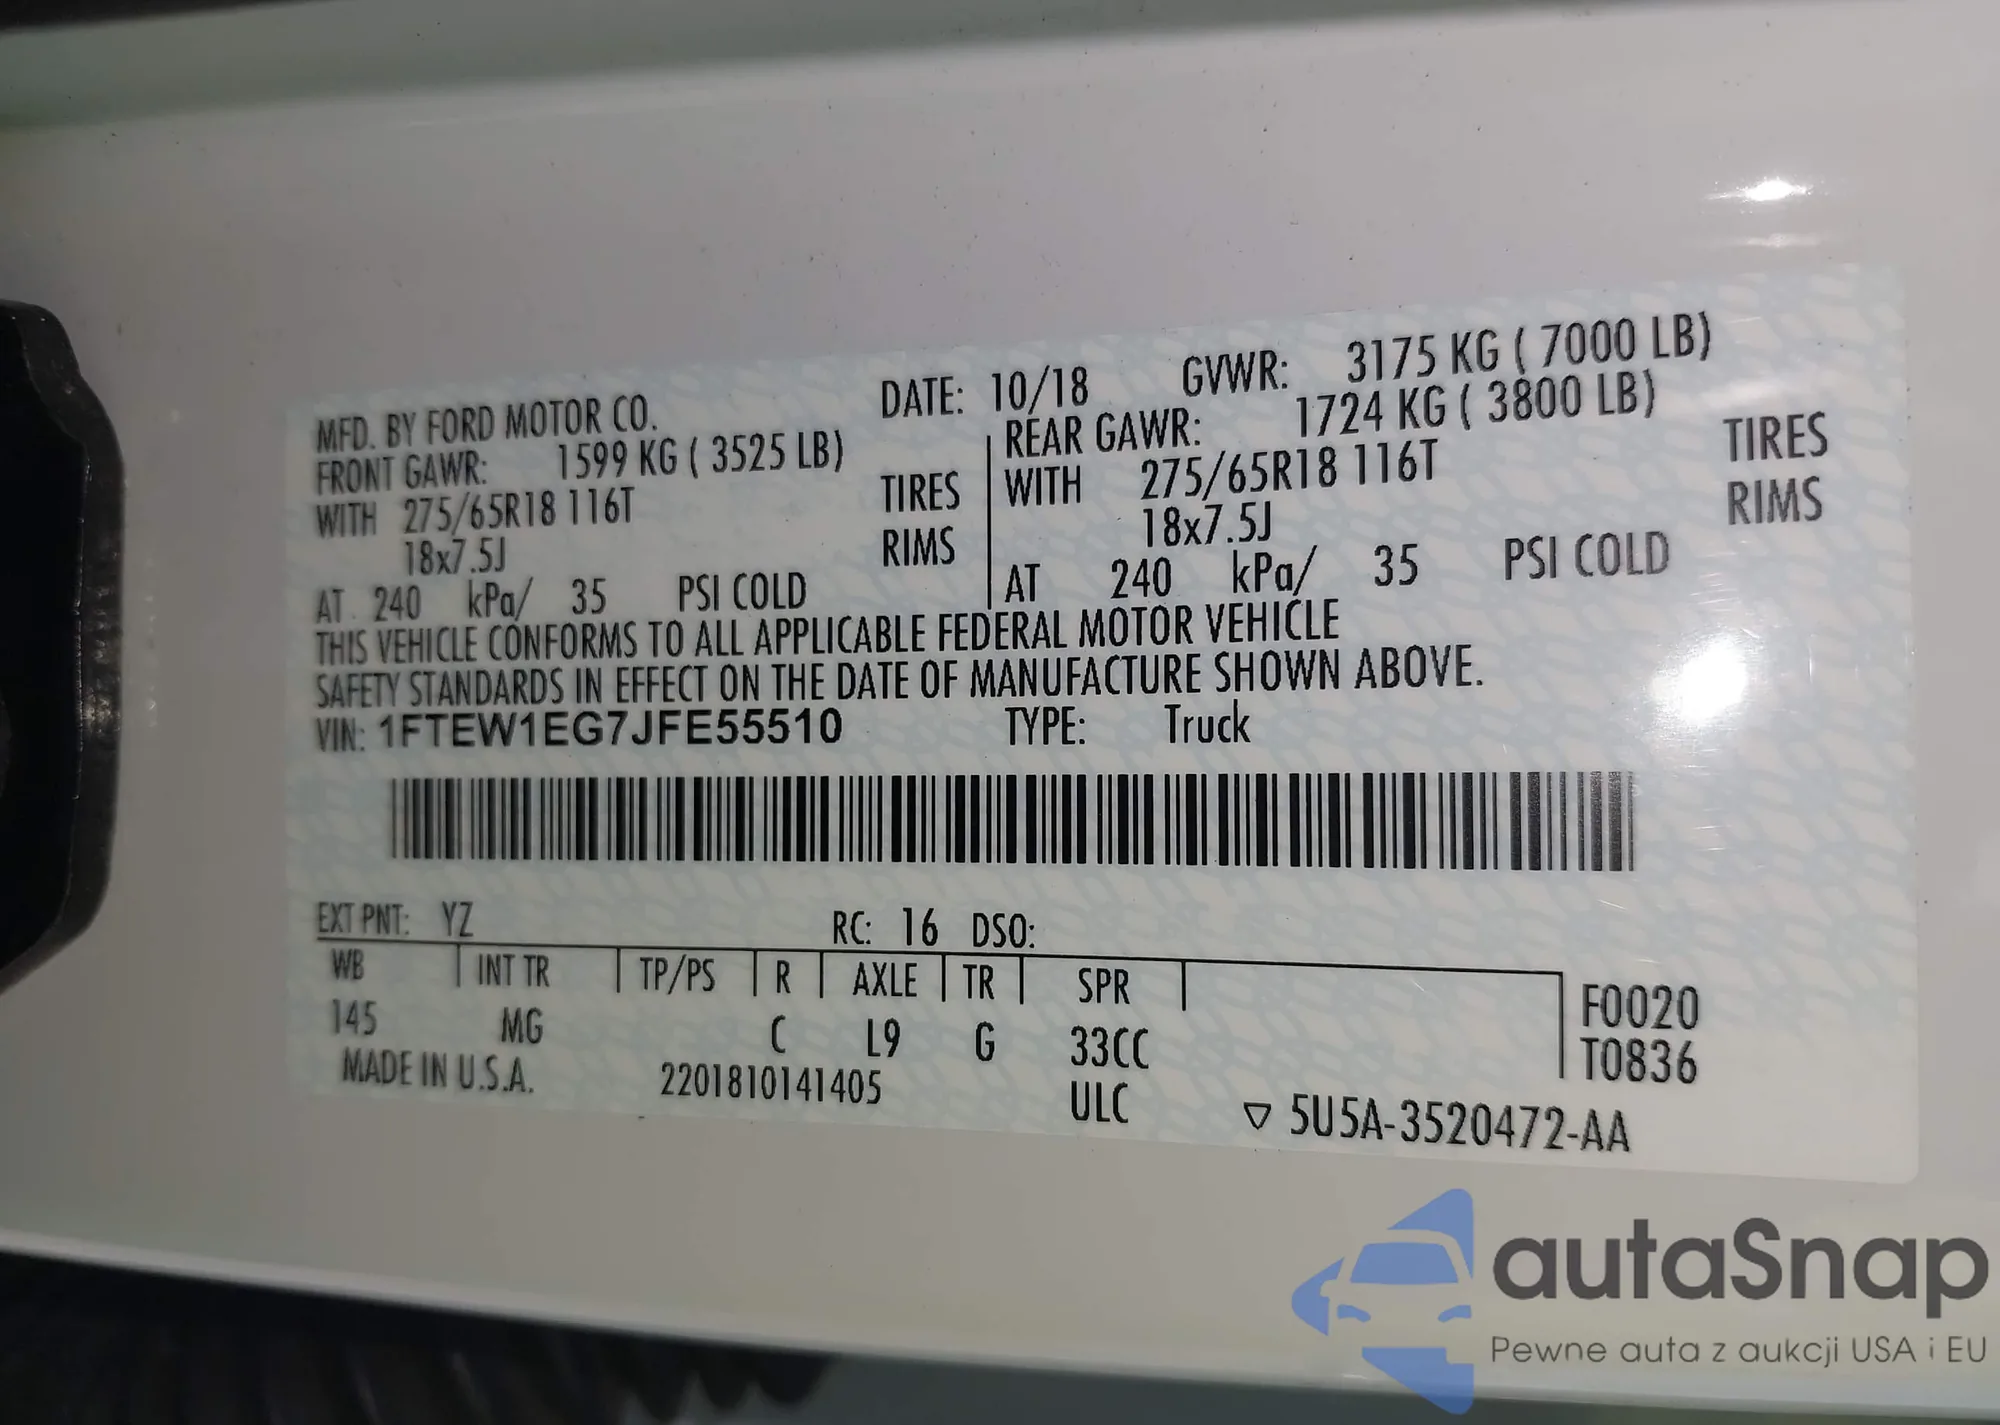 MFD. BY FORD MOTOR CO. DATE: 10/18 GVWR: 3175 KG ( 7000 LB)
FRONT GAWR: 1599 KG ( 3525 LB) REAR GAWR: 1724 KG ( 3800 LB)
WITH 275/65R18 116T TIRES WITH 275/65R18 116T TIRES
18x7.5J RIMS 18x7.5J RIMS
AT 240 kPa/ 35 PSI COLD AT 240 kPa/ 35 PSI COLD
THIS VEHICLE CONFORMS TO ALL APPLICABLE FEDERAL MOTOR VEHICLE
SAFETY STANDARDS IN EFFECT ON THE DATE OF MANUFACTURE SHOWN ABOVE.
VIN: 1FTEW1EG7JFE55510 TYPE: Truck
EXT PNT: YZ RC: 16 DSO:
WB INT TR TP/PS R AXLE TR SPR F0020
145 MG C L9 G 33CC T0836
MADE IN U.S.A. 2201810141405 ULC ▽ 5U5A-3520472-AA
autaSnap
Pewne auta z aukcji USA i EU